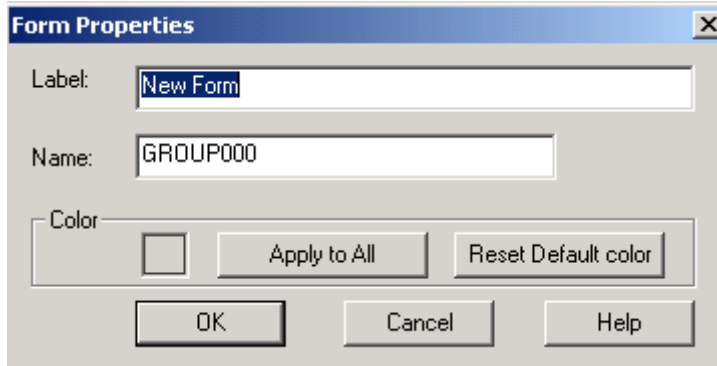 Form Properties
Label: New Form
Name: GROUP000
Color
Apply to All Reset Default color
OK Cancel Help